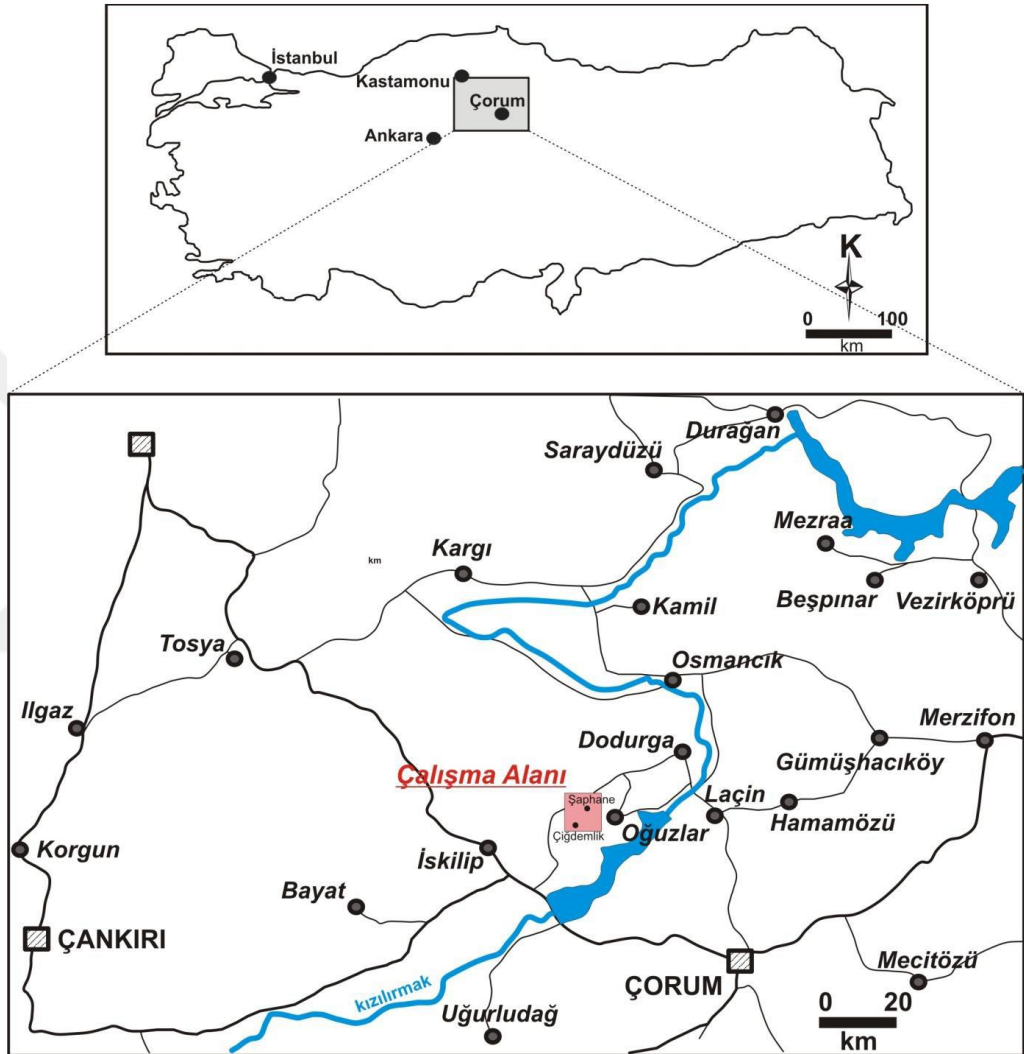 İstanbul
Kastamonu
Çorum
Ankara
K
0 100
km
Durağan
Saraydüzü
Mezraa
Kargı
km
Beşpınar
Vezirköprü
Kamil
Tosya
Osmancık
Ilgaz
Merzifon
Dodurga
Gümüşhacıköy
Çalışma Alanı
Şaphane
Laçin
Hamamözü
Oğuzlar
Çiğdemlik
Korgun
İskilip
Bayat
ÇANKIRI
Mecitözü
ÇORUM
kızılırmak
Uğurludağ
0 20
km